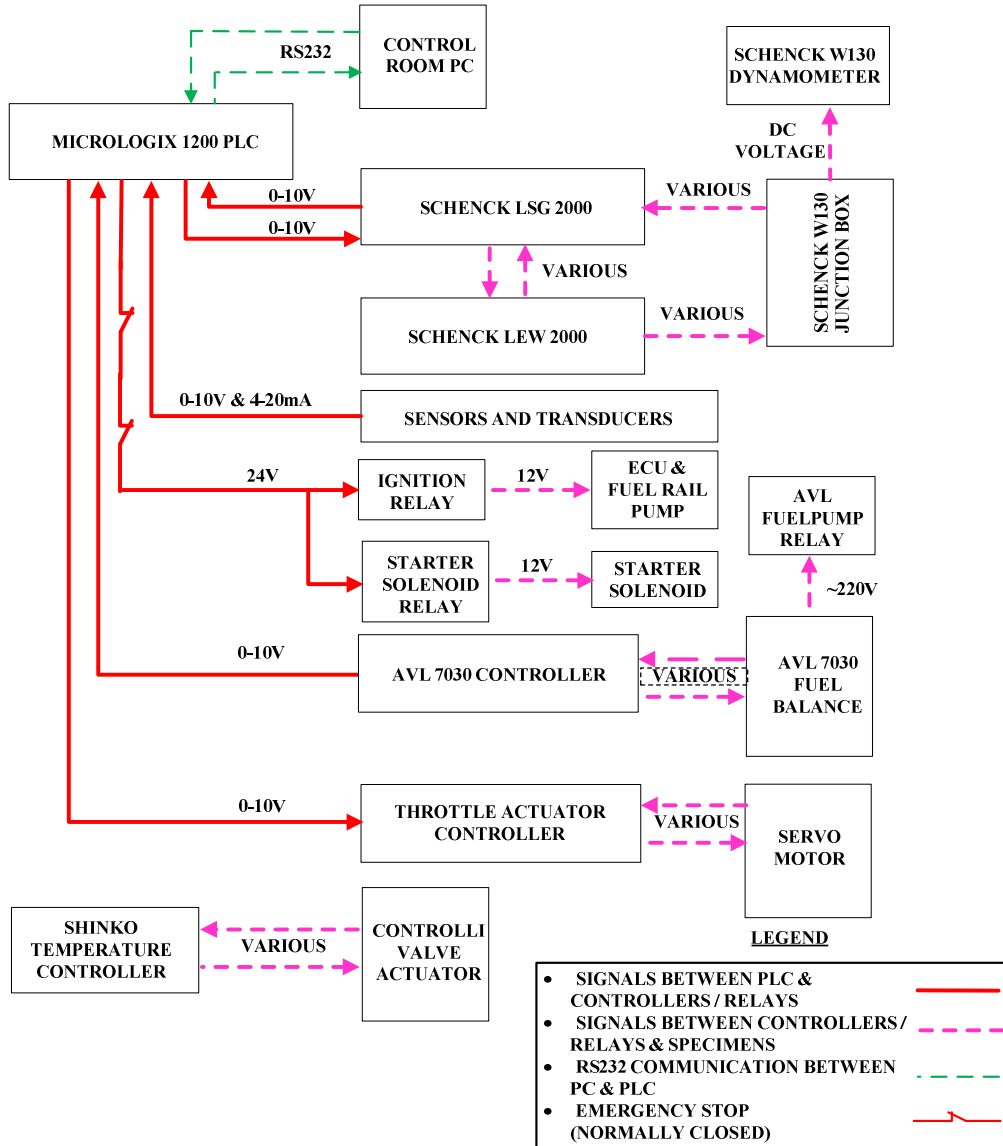 CONTROL
ROOM PC
RS232
SCHENCK W130
DYNAMOMETER
MICROLOGIX 1200 PLC
DC
VOLTAGE
0-10V
0-10V
SCHENCK LSG 2000
VARIOUS
SCHENCK W130
JUNCTION BOX
VARIOUS
SCHENCK LEW 2000
VARIOUS
0-10V & 4-20mA
SENSORS AND TRANSDUCERS
24V
IGNITION
RELAY
12V
ECU &
FUEL RAIL
PUMP
AVL
FUELPUMP
RELAY
STARTER
SOLENOID
RELAY
12V
STARTER
SOLENOID
~220V
0-10V
AVL 7030 CONTROLLER
VARIOUS
AVL 7030
FUEL
BALANCE
0-10V
THROTTLE ACTUATOR
CONTROLLER
VARIOUS
SERVO
MOTOR
SHINKO
TEMPERATURE
CONTROLLER
VARIOUS
CONTROLLI
VALVE
ACTUATOR
LEGEND
• SIGNALS BETWEEN PLC &
CONTROLLERS / RELAYS
• SIGNALS BETWEEN CONTROLLERS /
RELAYS & SPECIMENS
• RS232 COMMUNICATION BETWEEN
PC & PLC
• EMERGENCY STOP
(NORMALLY CLOSED)